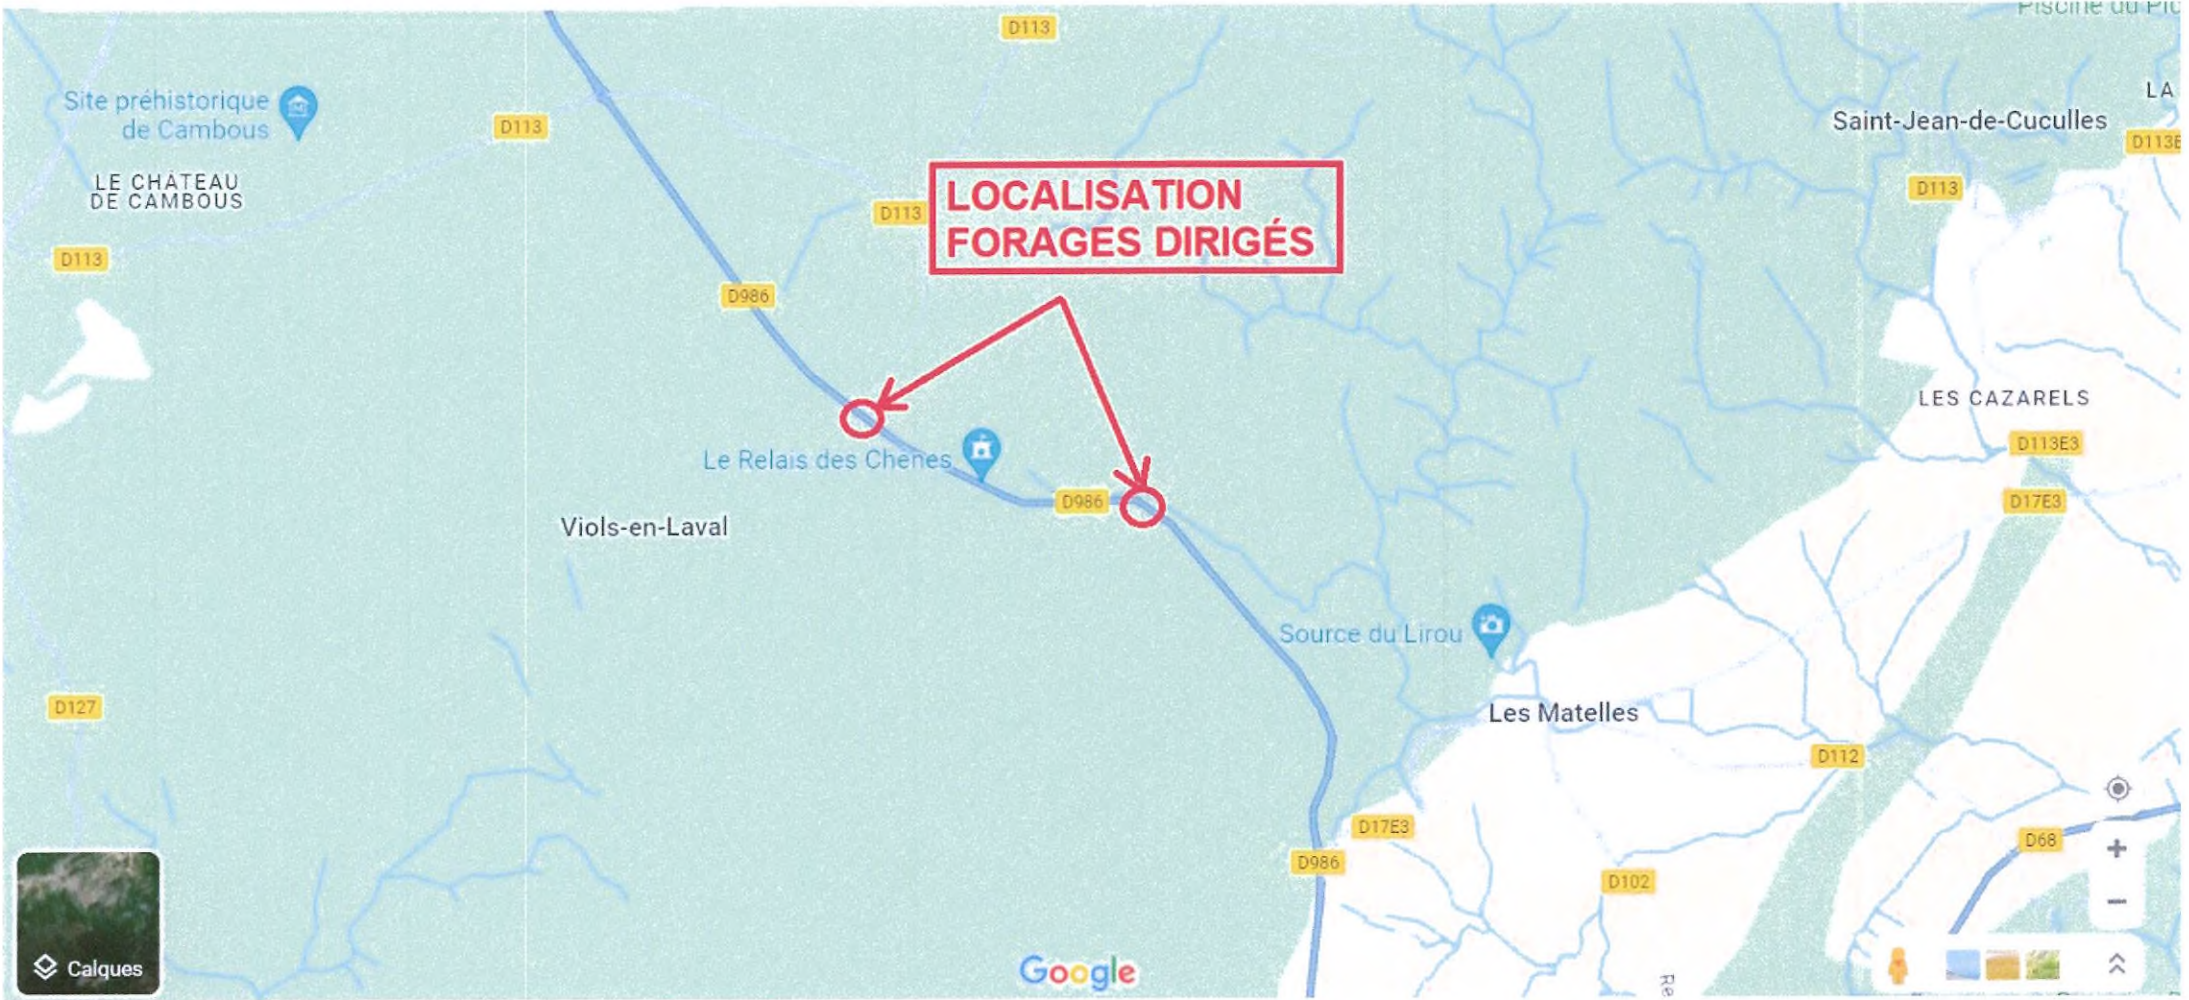 D113
Site préhistorique
de Cambous
D113
LA
Saint-Jean-de-Cuculles
D113E
LE CHÂTEAU
DE CAMBOUS
D113
D113
LOCALISATION
FORAGES DIRIGÉS
D113
D986
LES CAZARELS
D113E3
Le Relais des Chênes
D986
D17E3
Viols-en-Laval
Source du Lirou
D127
Les Matelles
D112
D17E3
D68
D986
D102
Calques
Google
Re